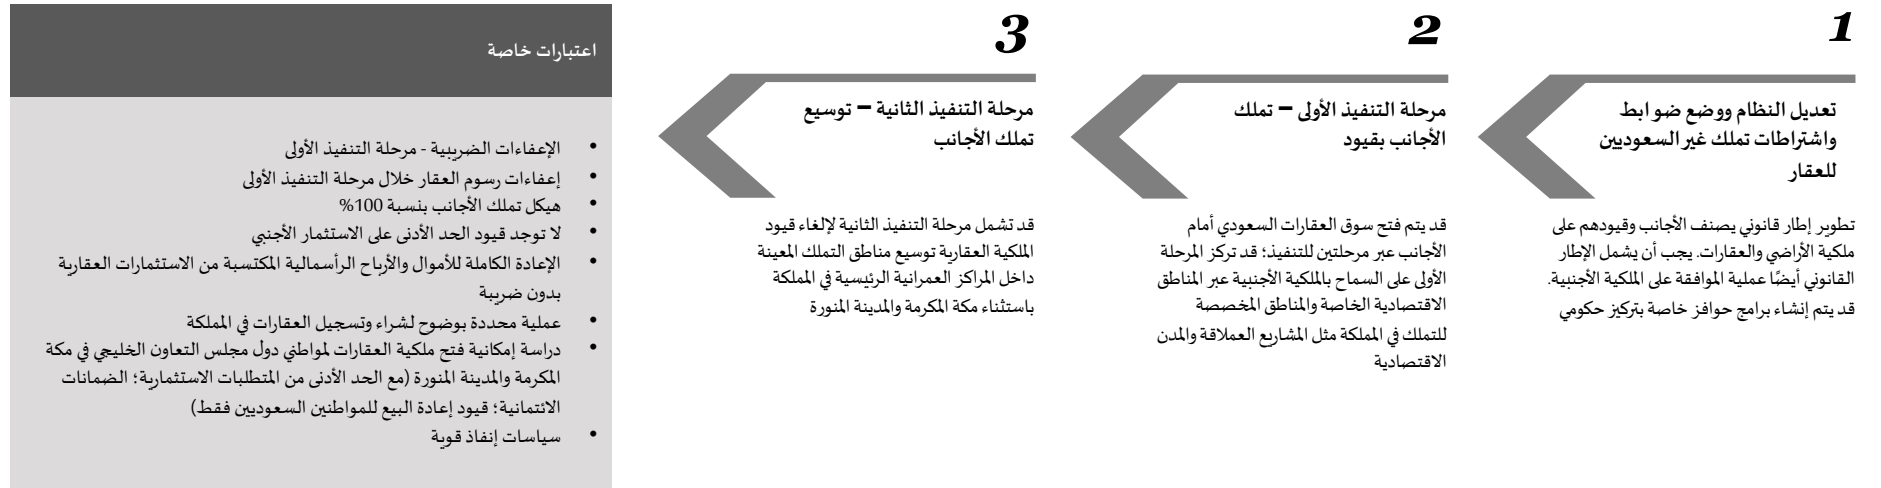 1
تعديل النظام ووضع ضوابط
واشتراطات تملك غير السعوديين
للعقار
تطوير إطار قانوني يصنف الأجانب وقيودهم على
ملكية الأراضي والعقارات. يجب أن يشمل الإطار
القانوني أيضًا عملية الموافقة على الملكية الأجنبية.
قد يتم إنشاء برامج حوافز خاصة بتركيز حكومي
2
مرحلة التنفيذ الأولى – تملك
الأجانب بقيود
قد يتم فتح سوق العقارات السعودي أمام
الأجانب عبر مرحلتين للتنفيذ؛ قد تركز المرحلة
الأولى على السماح بالملكية الأجنبية عبر المناطق
الاقتصادية الخاصة والمناطق المخصصة
للتملك في المملكة مثل المشاريع العملاقة والمدن
الاقتصادية
3
مرحلة التنفيذ الثانية – توسيع
تملك الأجانب
قد تشمل مرحلة التنفيذ الثانية لإلغاء قيود
الملكية العقارية توسيع مناطق التملك المعينة
داخل المراكز العمرانية الرئيسية في المملكة
باستثناء مكة المكرمة والمدينة المنورة
اعتبارات خاصة
• الإعفاءات الضريبية - مرحلة التنفيذ الأولى
• إعفاءات رسوم العقار خلال مرحلة التنفيذ الأولى
• هيكل تملك الأجانب بنسبة 100%
• لا توجد قيود الحد الأدنى على الاستثمار الأجنبي
• الإعادة الكاملة للأموال والأرباح الرأسمالية المكتسبة من الاستثمارات العقارية
بدون ضريبة
• عملية محددة بوضوح لشراء وتسجيل العقارات في المملكة
• دراسة إمكانية فتح ملكية العقارات لمواطني دول مجلس التعاون الخليجي في مكة
المكرمة والمدينة المنورة (مع الحد الأدنى من المتطلبات الاستثمارية؛ الضمانات
الائتمانية؛ قيود إعادة البيع للمواطنين السعوديين فقط)
• سياسات إنفاذ قوية